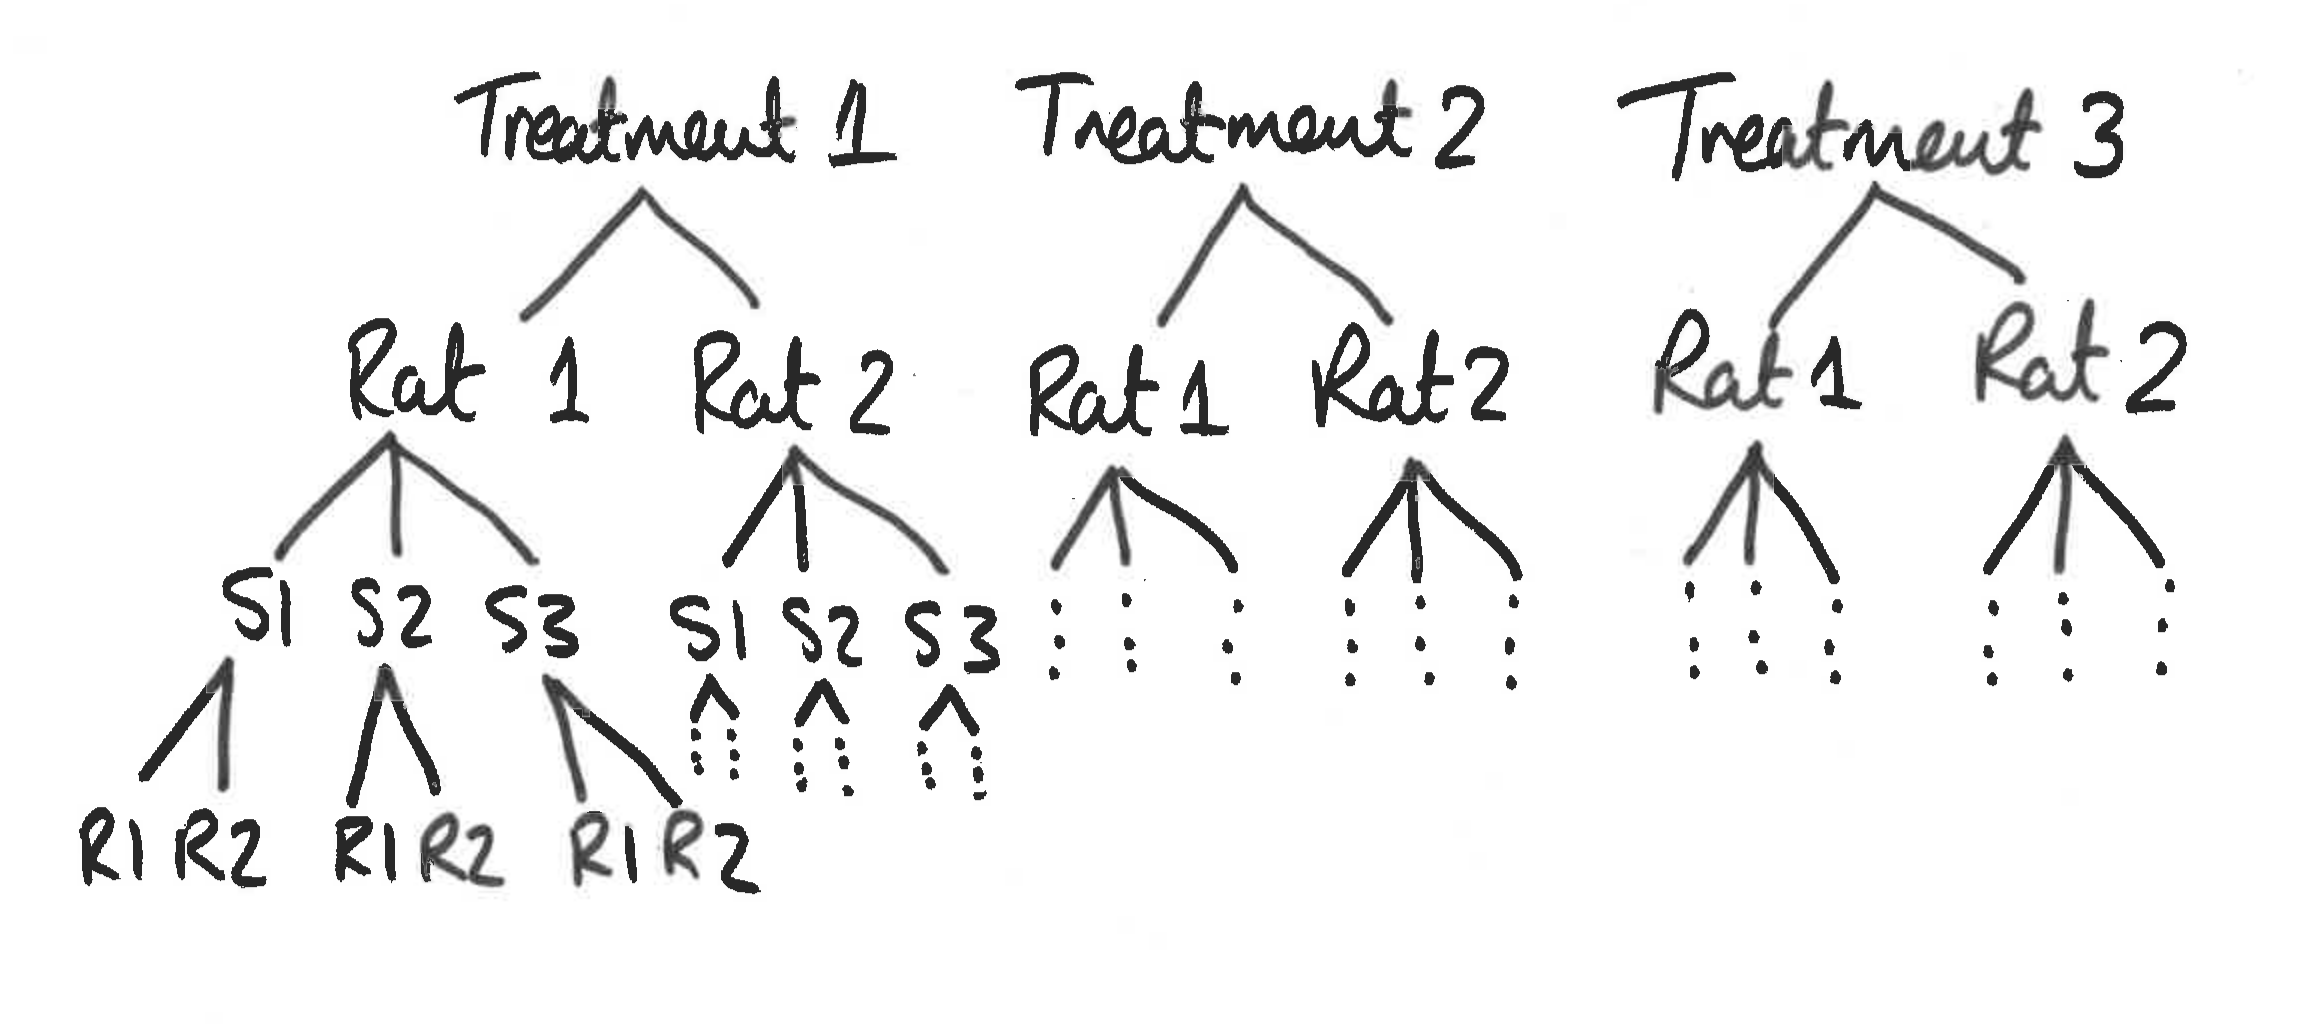 Treatment 1 Treatment 2 Treatment 3
Rat 1 Rat 2 Rat 1 Rat 2 Rat 1 Rat 2
S1 S2 S3 S1 S2 S3
R1 R2 R1 R2 R1 R2